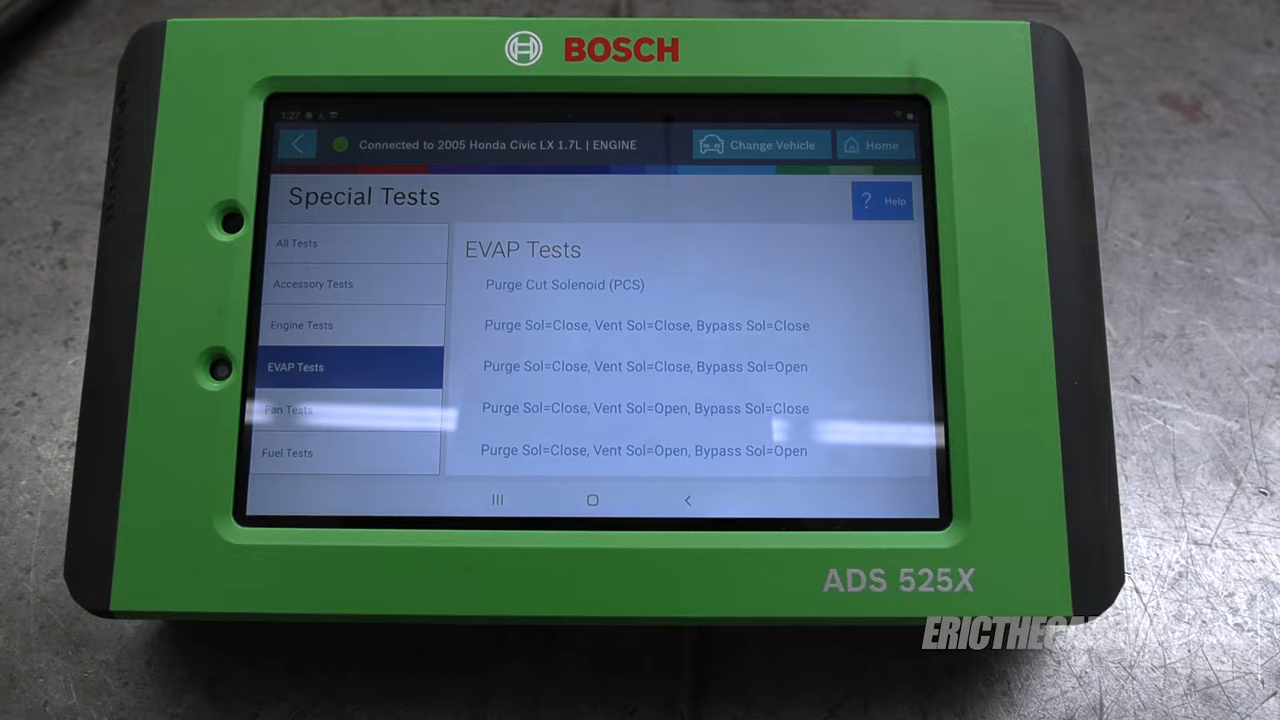 BOSCH
1:27
Connected to 2005 Honda Civic LX 1.7L | ENGINE
Change Vehicle
Home
Special Tests
? Help
All Tests
Accessory Tests
Engine Tests
EVAP Tests
Fan Tests
Fuel Tests
EVAP Tests
Purge Cut Solenoid (PCS)
Purge Sol=Close, Vent Sol=Close, Bypass Sol=Close
Purge Sol=Close, Vent Sol=Close, Bypass Sol=Open
Purge Sol=Close, Vent Sol=Open, Bypass Sol=Close
Purge Sol=Close, Vent Sol=Open, Bypass Sol=Open
ADS 525X